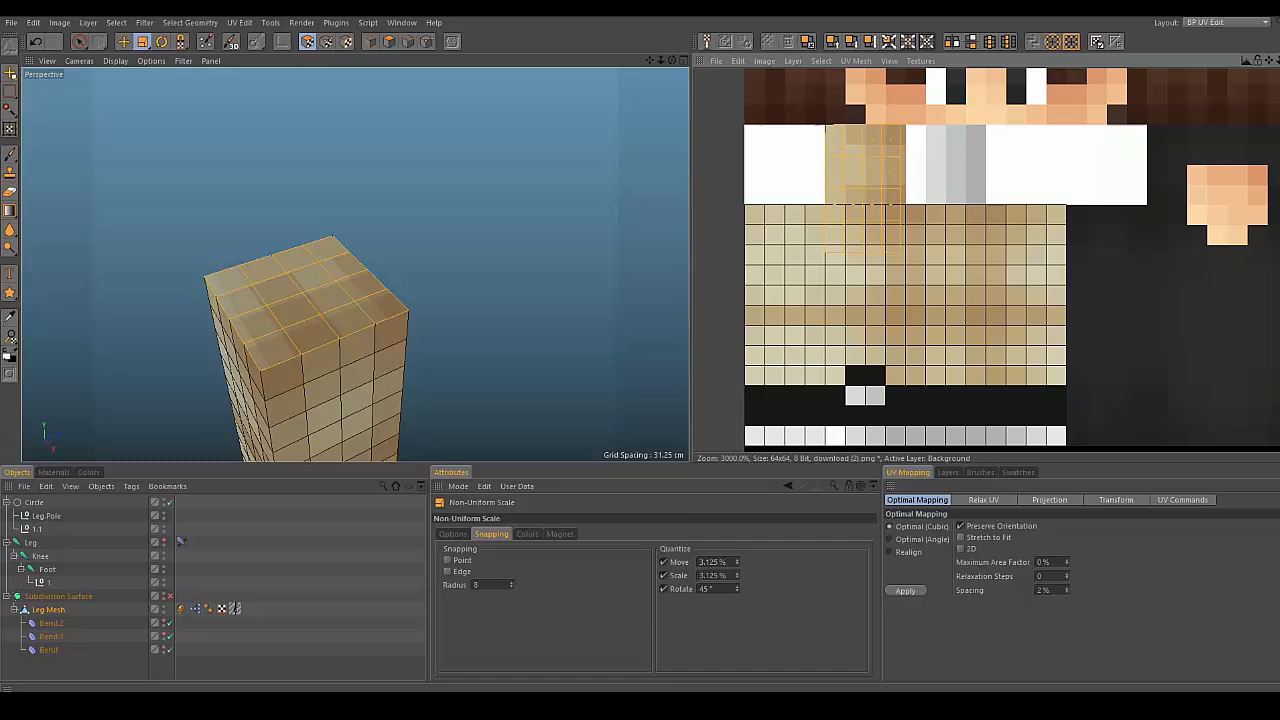 File Edit Image Layer Select Filter Select Geometry UV Edit Tools Render Plugins Script Window Help Layout: BP UV Edit
View Cameras Display Options Filter Panel
File Edit Image Layer Select UV Mesh View Textures
Perspective
Grid Spacing : 31.25 cm
Zoom: 3000.0%, Size: 64x64, 8 Bit, download (2).png *, Active Layer: Background
Objects Materials Colors
File Edit View Objects Tags Bookmarks
Circle
Leg-Pole
1.1
Leg
Knee
Foot
1
Subdivision Surface
Leg Mesh
Bend.2
Bend.1
Bend
Attributes
Mode Edit User Data
Non-Uniform Scale
Non-Uniform Scale
Options Snapping Colors Magnet
Snapping
Point
Edge
Radius 8
Quantize
Move 3.125 %
Scale 3.125 %
Rotate 45 °
UV Mapping Layers Brushes Swatches
Optimal Mapping Relax UV Projection Transform UV Commands
Optimal Mapping
Optimal (Cubic)
Optimal (Angle)
Realign
Preserve Orientation
Stretch to Fit
2D
Maximum Area Factor 0 %
Relaxation Steps 0
Spacing 2 %
Apply